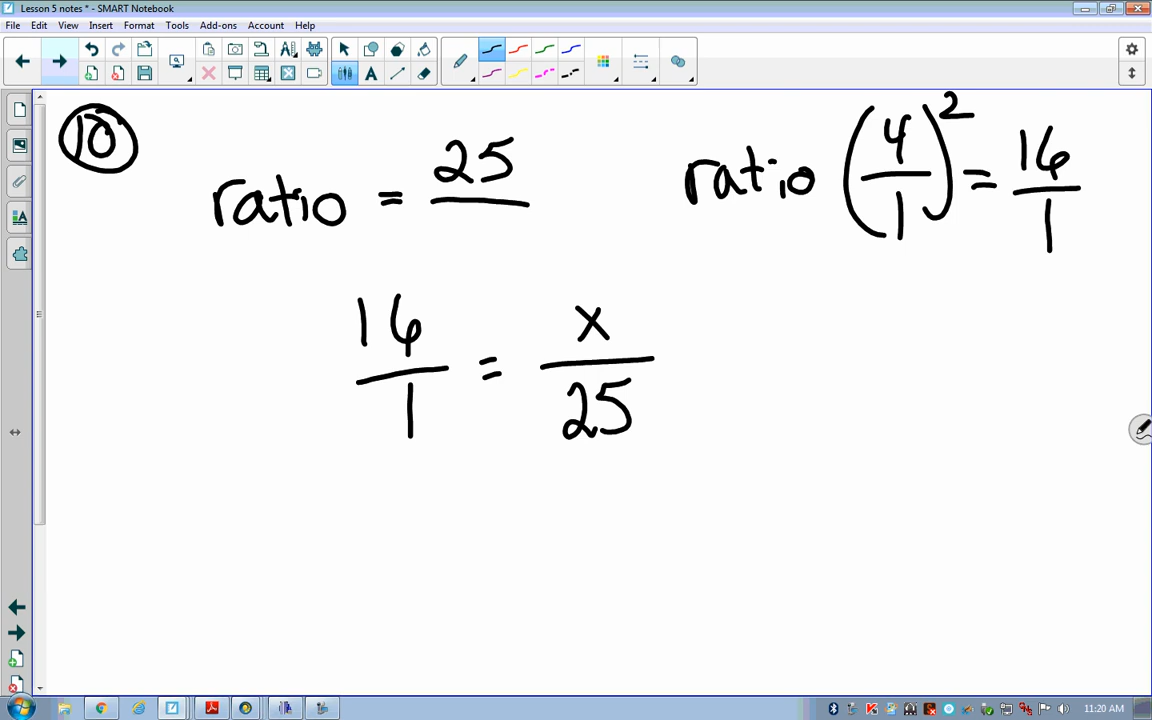 Lesson 5 notes * - SMART Notebook
File Edit View Insert Format Tools Add-ons Account Help
10
ratio = 25/
ratio (4/1)^2 = 16/1
16/1 = x/25
11:20 AM